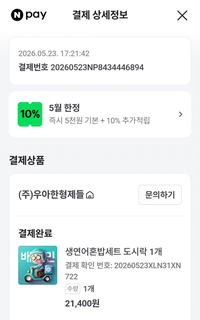 N pay 결제 상세정보
2026.05.23. 17:21:42
결제번호 20260523NP8434446894
10%
5월 한정
즉시 5천원 기본 + 10% 추가적립
결제상품
(주)우아한형제들
문의하기
결제완료
생연어혼밥세트 도시락 1개
결제 확인 번호: 20260523XLN31XN
722
수량 1개
21,400원